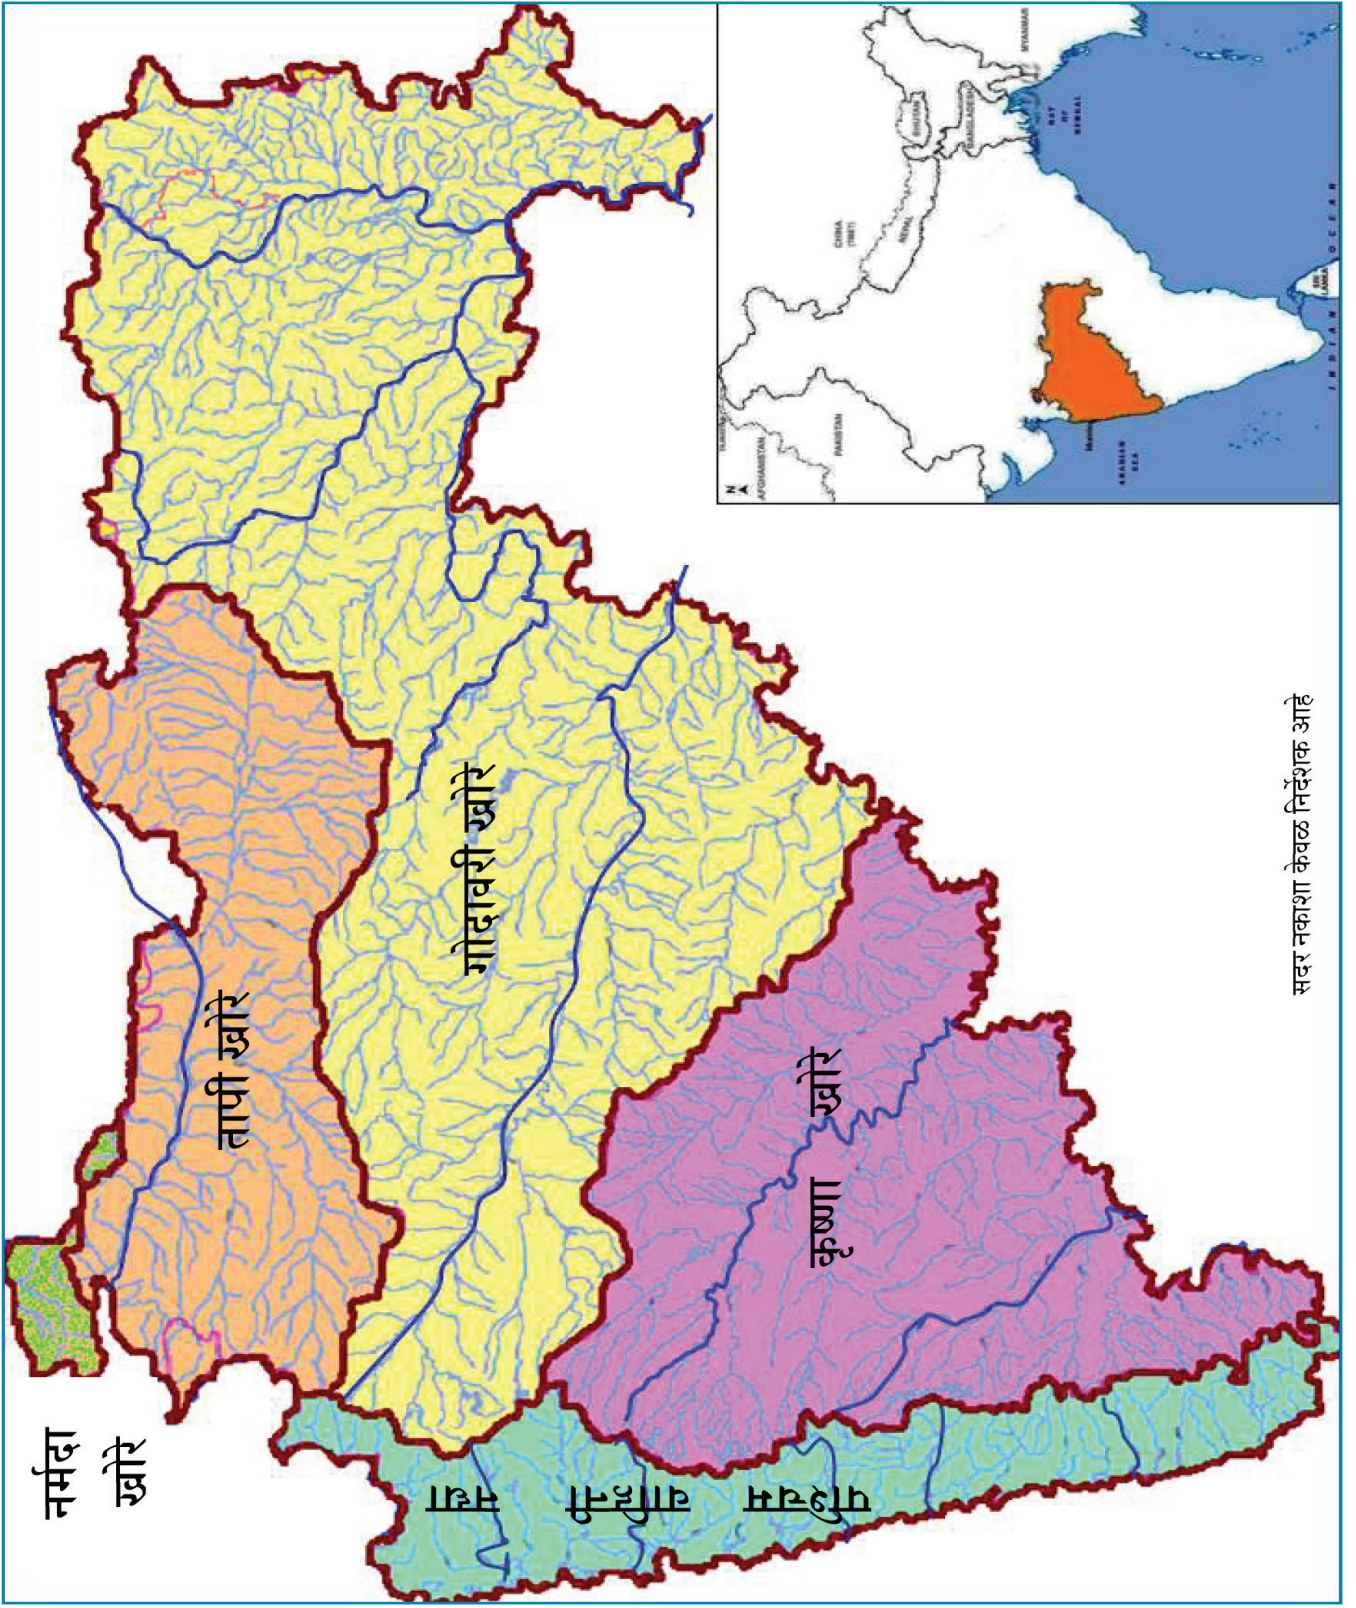 नर्मदा
खोरे
तापी खोरे
गोदावरी खोरे
कृष्णा खोरे
पश्चिम
वाहिनी
नद्या
सदर नकाशा केवळ निर्देशक आहे
N
AFGHANISTAN
PAKISTAN
CHINA
NEPAL
BHUTAN
BANGLADESH
MYANMAR
BAY
OF
BENGAL
ARABIAN
SEA
SRI
LANKA
INDIAN OCEAN